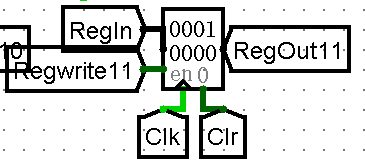 RegIn
0001
10
0000
RegOut11
Regwrite11
en 0
Clk
Clr